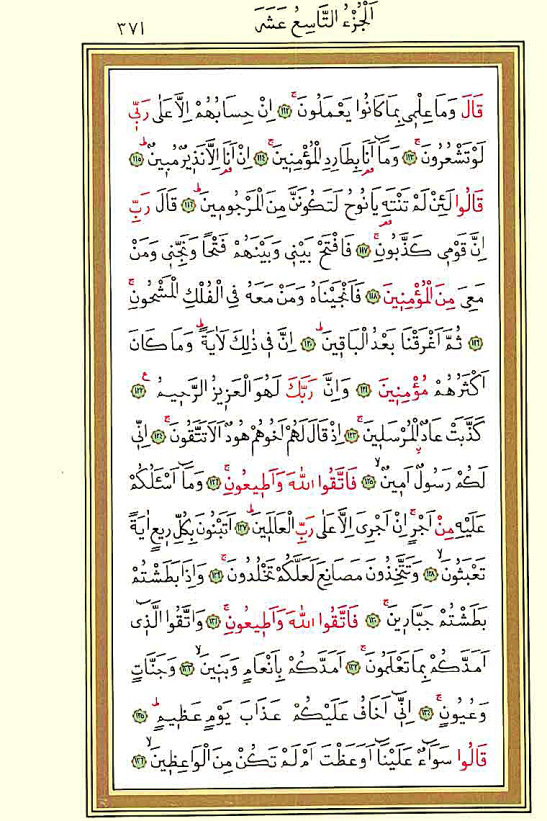 اَلْجُزْءُ التَّاسِعُ عَشَرَ
٣٧١
قَالَ وَمَا عِلْمِي بِمَا كَانُوا يَعْمَلُونَۚ ﴿١١٢﴾ اِنْ حِسَابُهُمْ اِلَّا عَلٰى رَبّ۪ي
لَوْ تَشْعُرُونَۚ ﴿١١٣﴾ وَمَٓا اَنَا۬ بِطَارِدِ الْمُؤْمِن۪ينَۚ ﴿١١٤﴾ اِنْ اَنَا۬ اِلَّا نَذ۪يرٌ مُب۪ينٌۜ ﴿١١٥﴾
قَالُوا لَئِنْ لَمْ تَنْتَهِ يَا نُوحُ لَتَكُونَنَّ مِنَ الْمَرْجُوم۪ينَۜ ﴿١١٦﴾ قَالَ رَبِّ
اِنَّ قَوْم۪ي كَذَّبُونِۚ ﴿١١٧﴾ فَافْتَحْ بَيْن۪ي وَبَيْنَهُمْ فَتْحًا وَنَجِّن۪ي وَمَنْ
مَعِيَ مِنَ الْمُؤْمِن۪ينَ ﴿١١٨﴾ فَاَنْجَيْنَاهُ وَمَنْ مَعَهُ فِي الْفُلْكِ الْمَشْحُونِۚ
﴿١١٩﴾ ثُمَّ اَغْرَقْنَا بَعْدُ الْبَاق۪ينَۜ ﴿١٢٠﴾ اِنَّ ف۪ي ذٰلِكَ لَاٰيَةًۜ وَمَا كَانَ
اَكْثَرُهُمْ مُؤْمِن۪ينَ ﴿١٢١﴾ وَاِنَّ رَبَّكَ لَهُوَ الْعَز۪يزُ الرَّح۪يمُ۟ ﴿١٢٢﴾
كَذَّبَتْ عَادٌۨ الْمُرْسَل۪ينَۚ ﴿١٢٣﴾ اِذْ قَالَ لَهُمْ اَخُوهُمْ هُودٌ اَلَا تَتَّقُونَۚ ﴿١٢٤﴾ اِنّ۪ي
لَكُمْ رَسُولٌ اَم۪ينٌۙ ﴿١٢٥﴾ فَاتَّقُوا اللّٰهَ وَاَط۪يعُونِۚ ﴿١٢٦﴾ وَمَٓا اَسْـَٔلُكُمْ
عَلَيْهِ مِنْ اَجْرٍۚ اِنْ اَجْرِيَ اِلَّا عَلٰى رَبِّ الْعَالَم۪ينَۜ ﴿١٢٧﴾ اَتَبْنُونَ بِكُلِّ ر۪يعٍ اٰيَةً
تَعْبَثُونَۙ ﴿١٢٨﴾ وَتَتَّخِذُونَ مَصَانِعَ لَعَلَّكُمْ تَخْلُدُونَۚ ﴿١٢٩﴾ وَاِذَا بَطَشْتُمْ
بَطَشْتُمْ جَبَّار۪ينَۚ ﴿١٣٠﴾ فَاتَّقُوا اللّٰهَ وَاَط۪يعُونِۚ ﴿١٣١﴾ وَاتَّقُوا الَّذ۪ٓي
اَمَدَّكُمْ بِمَا تَعْلَمُونَۚ ﴿١٣٢﴾ اَمَدَّكُمْ بِاَنْعَامٍ وَبَن۪ينَۙ ﴿١٣٣﴾ وَجَنَّاتٍ
وَعُيُونٍۚ ﴿١٣٤﴾ اِنّ۪ٓي اَخَافُ عَلَيْكُمْ عَذَابَ يَوْمٍ عَظ۪يمٍۜ ﴿١٣٥﴾
قَالُوا سَوَٓاءٌ عَلَيْنَٓا اَوَعَظْتَ اَمْ لَمْ تَكُنْ مِنَ الْوَاعِظ۪ينَۙ ﴿١٣٦﴾